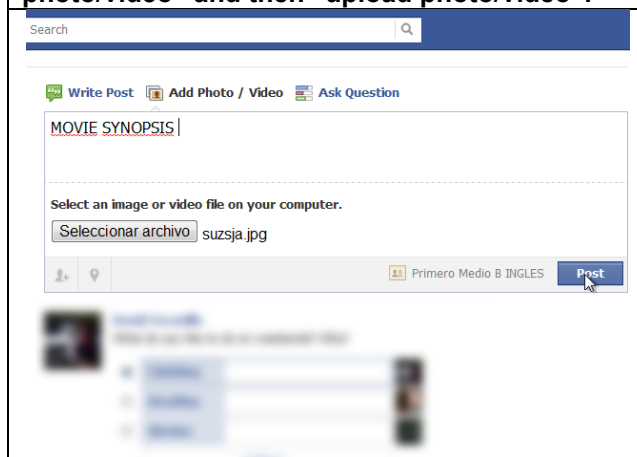 photo/video" and then "upload photo/video".
Search
Write Post Add Photo / Video Ask Question
MOVIE SYNOPSIS
Select an image or video file on your computer.
Seleccionar archivo suzsja.jpg
Primero Medio B INGLES Post